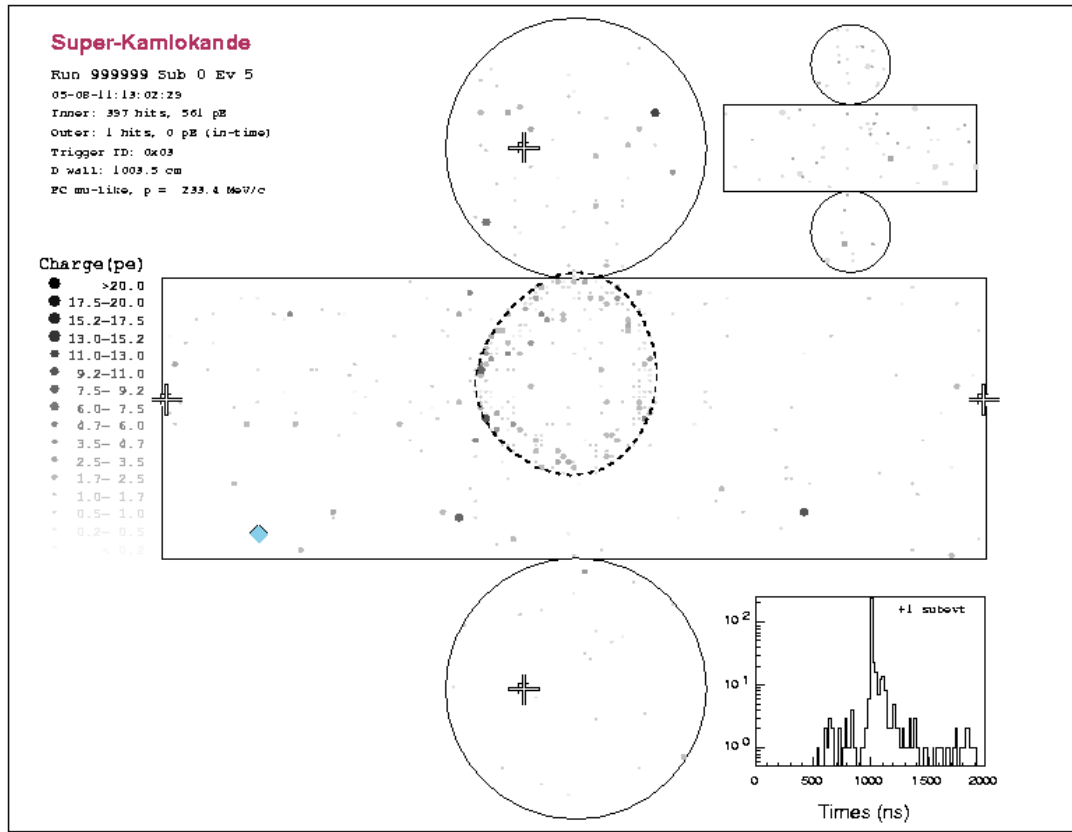 Super-Kamlokande
Run 999999 Sub 0 Ev 5
05-08-11:13:02:29
Inner: 397 hits, 561 pE
Outer: 1 hits, 0 pE (in-time)
Trigger ID: 0x03
D wall: 1003.5 cm
FC mu-like, p = 233.4 MeV/c
Charge(pe)
>20.0
17.5-20.0
15.2-17.5
13.0-15.2
11.0-13.0
9.2-11.0
7.5- 9.2
6.0- 7.5
4.7- 6.0
3.5- 4.7
2.5- 3.5
1.7- 2.5
1.0- 1.7
0.5- 1.0
0.2- 0.5
< 0.2
+1 subevt
10²
10¹
10⁰
0 500 1000 1500 2000
Times (ns)